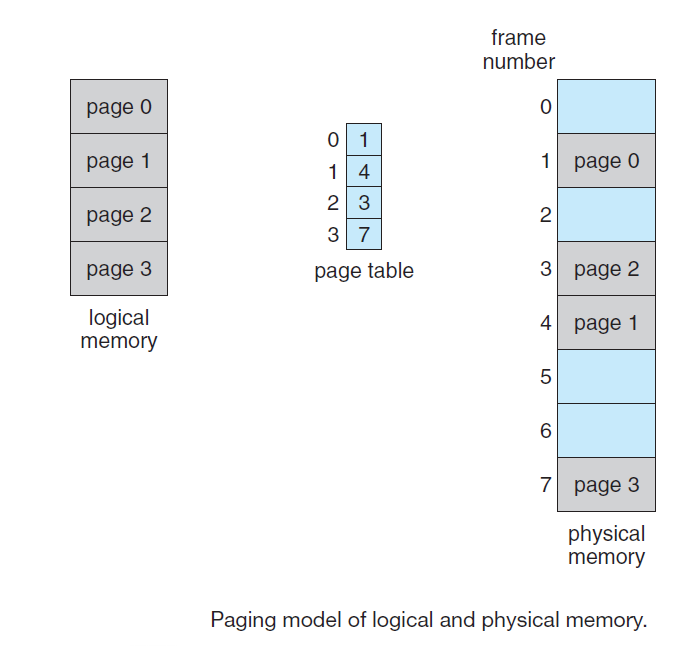 page 0
page 1
page 2
page 3
logical
memory
0 1
1 4
2 3
3 7
page table
frame
number
0
1 page 0
2
3 page 2
4 page 1
5
6
7 page 3
physical
memory
Paging model of logical and physical memory.